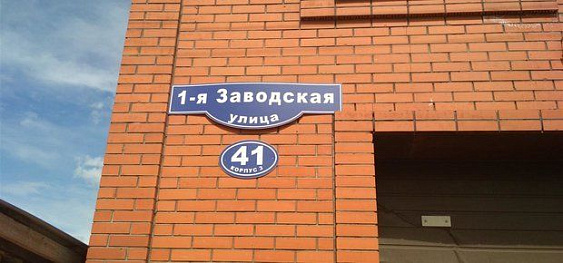 1-я Заводская
улица
41
корпус 3